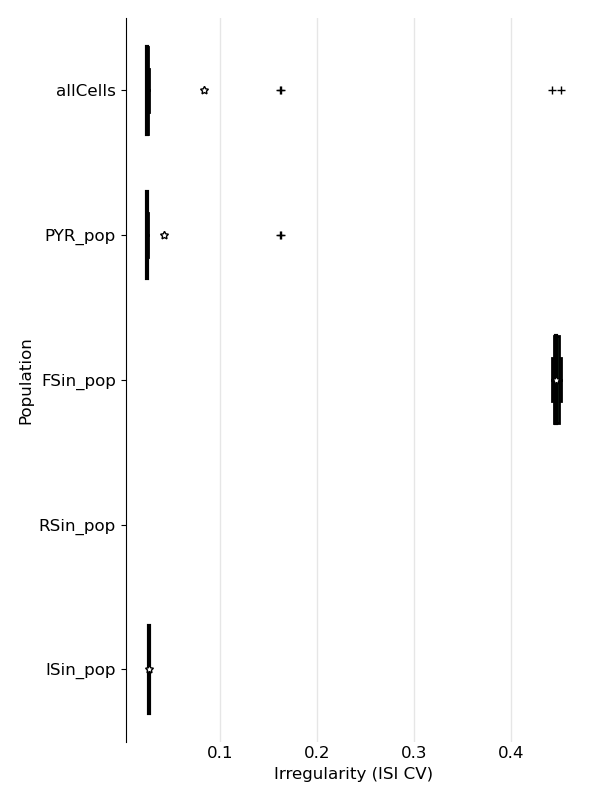 allCells
PYR_pop
FSin_pop
RSin_pop
ISin_pop
Population
0.1 0.2 0.3 0.4
Irregularity (ISI CV)